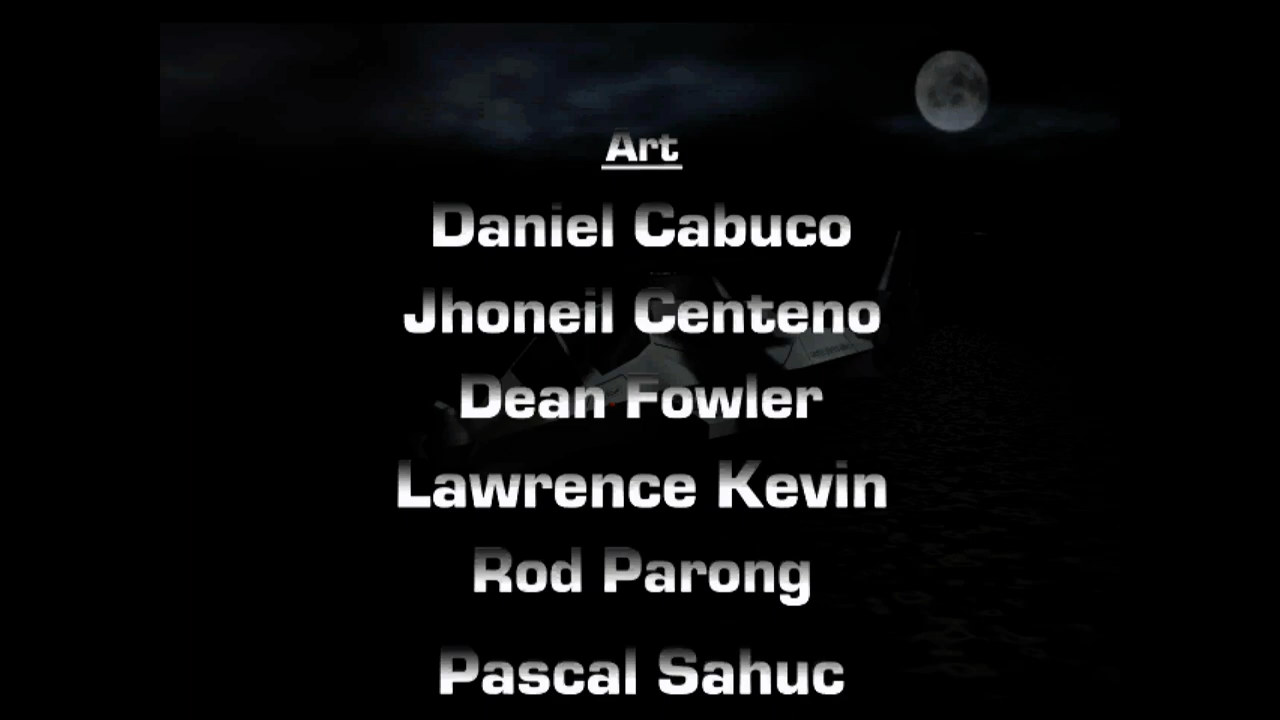 Art
Daniel Cabuco
Jhoneil Centeno
Dean Fowler
Lawrence Kevin
Rod Parong
Pascal Sahuc